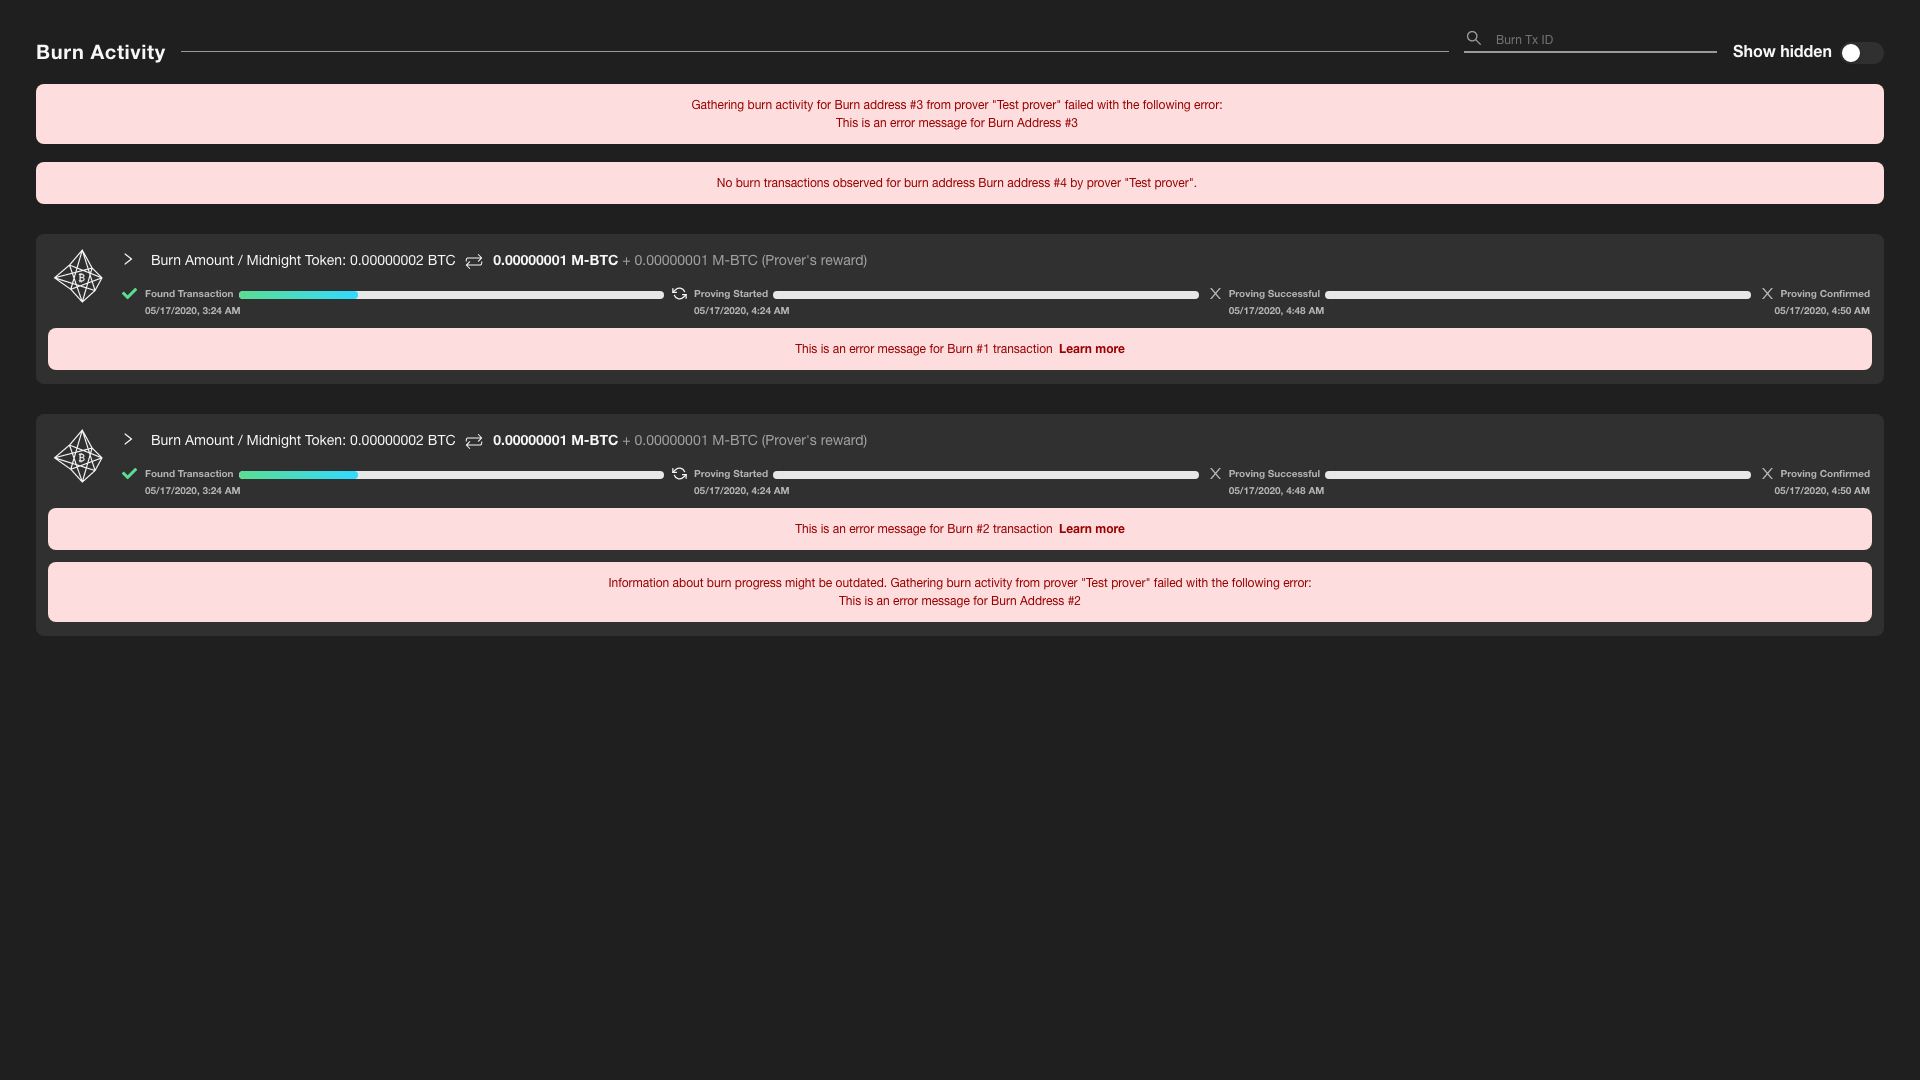 Burn Activity
Burn Tx ID
Show hidden
Gathering burn activity for Burn address #3 from prover "Test prover" failed with the following error:
This is an error message for Burn Address #3
No burn transactions observed for burn address Burn address #4 by prover "Test prover".
Burn Amount / Midnight Token: 0.00000002 BTC 0.00000001 M-BTC + 0.00000001 M-BTC (Prover's reward)
Found Transaction Proving Started Proving Successful Proving Confirmed
05/17/2020, 3:24 AM 05/17/2020, 4:24 AM 05/17/2020, 4:48 AM 05/17/2020, 4:50 AM
This is an error message for Burn #1 transaction Learn more
Burn Amount / Midnight Token: 0.00000002 BTC 0.00000001 M-BTC + 0.00000001 M-BTC (Prover's reward)
Found Transaction Proving Started Proving Successful Proving Confirmed
05/17/2020, 3:24 AM 05/17/2020, 4:24 AM 05/17/2020, 4:48 AM 05/17/2020, 4:50 AM
This is an error message for Burn #2 transaction Learn more
Information about burn progress might be outdated. Gathering burn activity from prover "Test prover" failed with the following error:
This is an error message for Burn Address #2